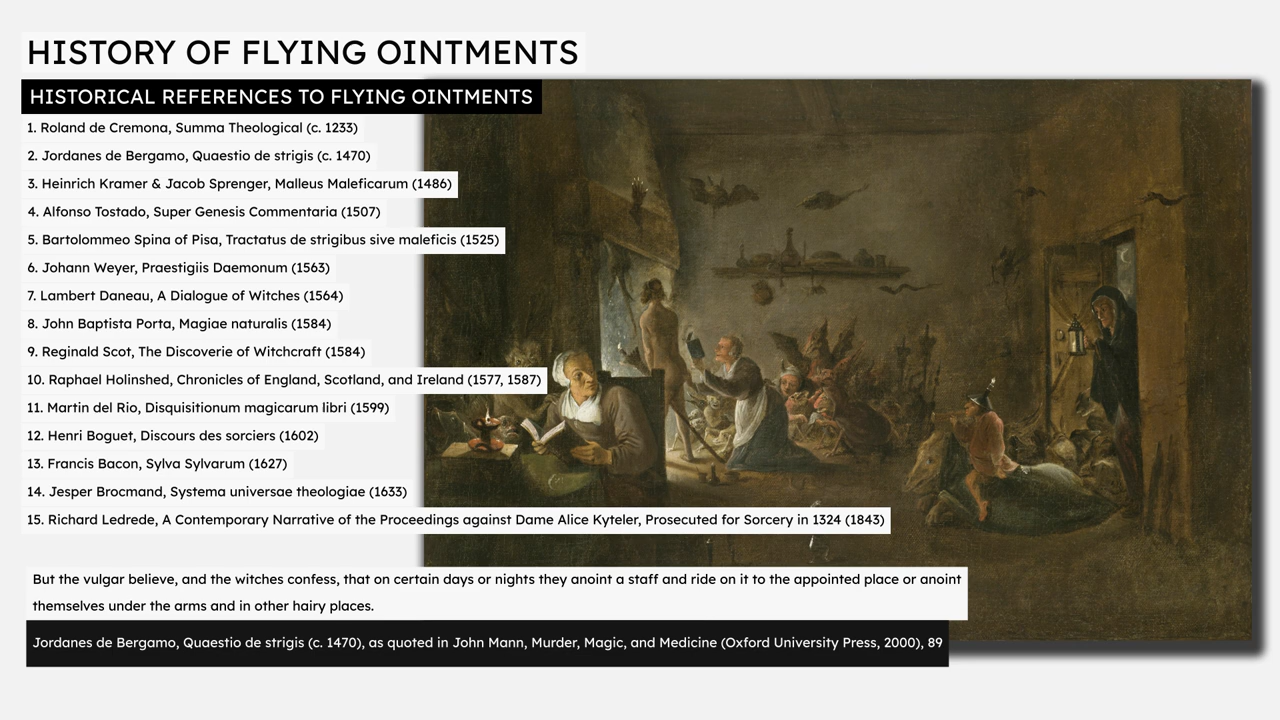 HISTORY OF FLYING OINTMENTS
HISTORICAL REFERENCES TO FLYING OINTMENTS
1. Roland de Cremona, Summa Theological (c. 1233)
2. Jordanes de Bergamo, Quaestio de strigis (c. 1470)
3. Heinrich Kramer & Jacob Sprenger, Malleus Maleficarum (1486)
4. Alfonso Tostado, Super Genesis Commentaria (1507)
5. Bartolommeo Spina of Pisa, Tractatus de strigibus sive maleficis (1525)
6. Johann Weyer, Praestigiis Daemonum (1563)
7. Lambert Daneau, A Dialogue of Witches (1564)
8. John Baptista Porta, Magiae naturalis (1584)
9. Reginald Scot, The Discoverie of Witchcraft (1584)
10. Raphael Holinshed, Chronicles of England, Scotland, and Ireland (1577, 1587)
11. Martin del Rio, Disquisitionum magicarum libri (1599)
12. Henri Boguet, Discours des sorciers (1602)
13. Francis Bacon, Sylva Sylvarum (1627)
14. Jesper Brocmand, Systema universae theologiae (1633)
15. Richard Ledrede, A Contemporary Narrative of the Proceedings against Dame Alice Kyteler, Prosecuted for Sorcery in 1324 (1843)
But the vulgar believe, and the witches confess, that on certain days or nights they anoint a staff and ride on it to the appointed place or anoint
themselves under the arms and in other hairy places.
Jordanes de Bergamo, Quaestio de strigis (c. 1470), as quoted in John Mann, Murder, Magic, and Medicine (Oxford University Press, 2000), 89